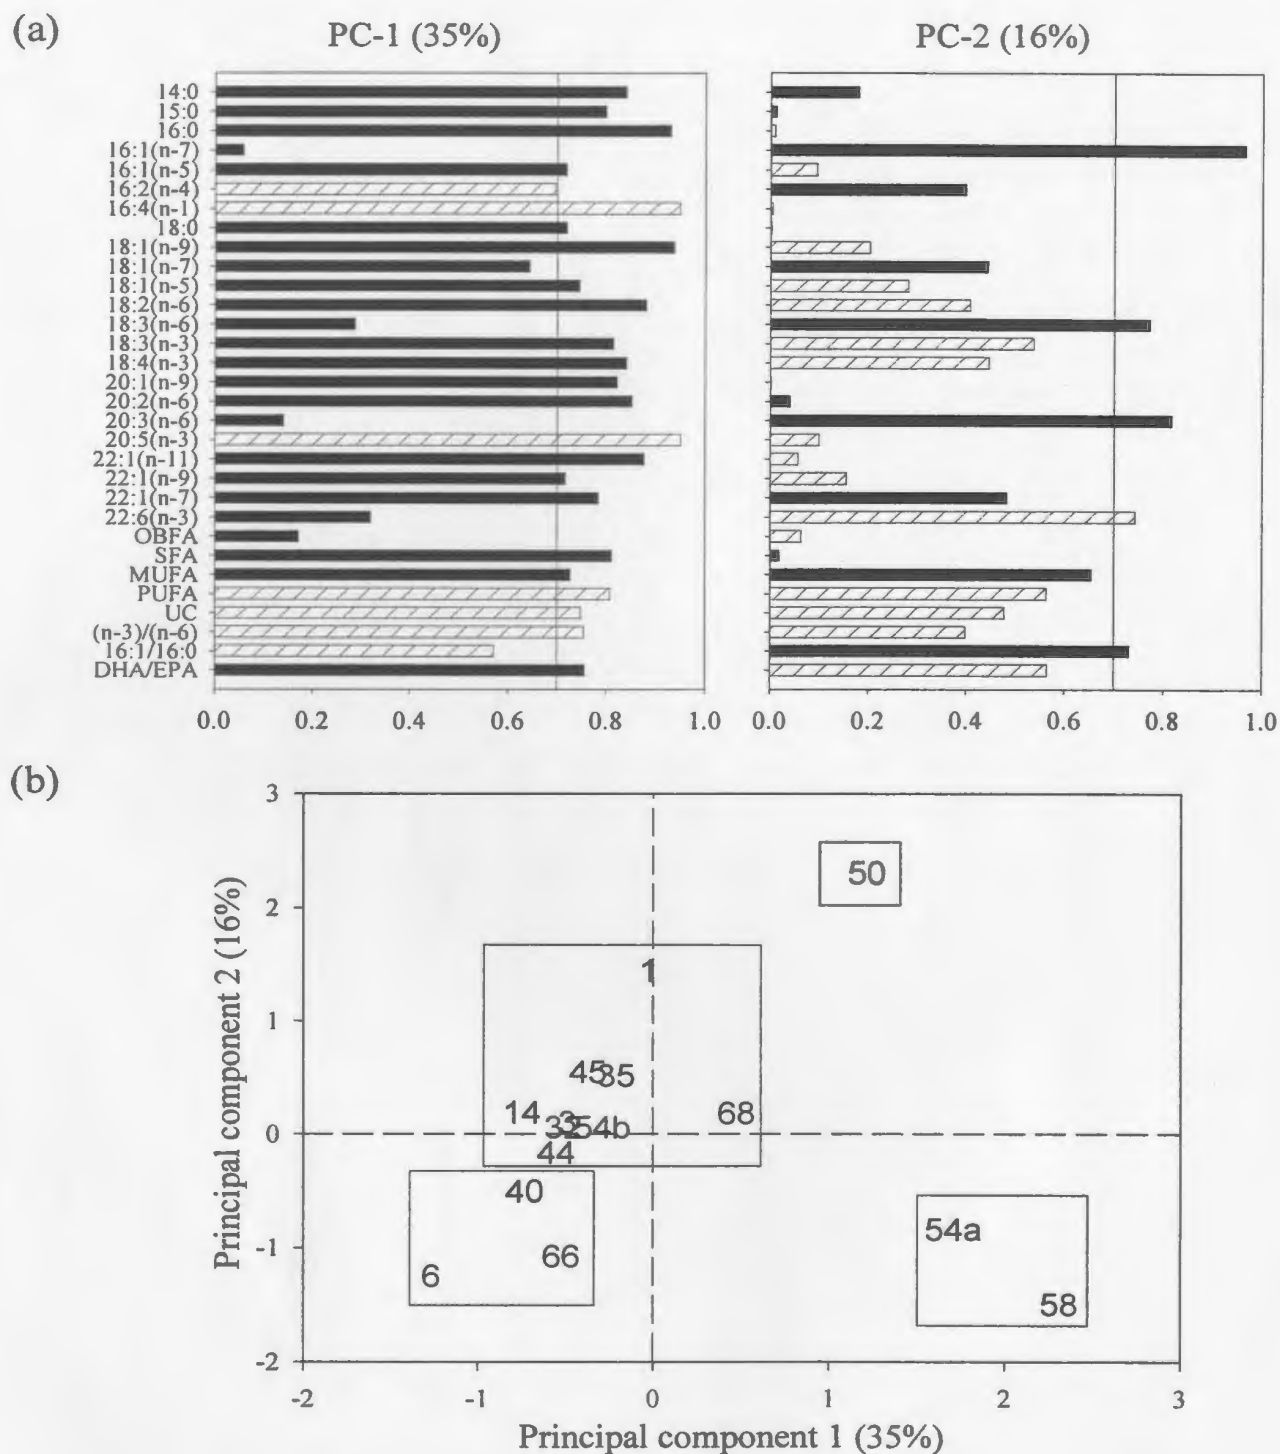 (a)
PC-1 (35%)
PC-2 (16%)
14:0
15:0
16:0
16:1(n-7)
16:1(n-5)
16:2(n-4)
16:4(n-1)
18:0
18:1(n-9)
18:1(n-7)
18:1(n-5)
18:2(n-6)
18:3(n-6)
18:3(n-3)
18:4(n-3)
20:1(n-9)
20:2(n-6)
20:3(n-6)
20:5(n-3)
22:1(n-11)
22:1(n-9)
22:1(n-7)
22:6(n-3)
OBFA
SFA
MUFA
PUFA
UC
(n-3)/(n-6)
16:1/16:0
DHA/EPA
0.0 0.2 0.4 0.6 0.8 1.0
0.0 0.2 0.4 0.6 0.8 1.0
(b)
Principal component 2 (16%)
3
2
1
0
-1
-2
50
1
45 35
14 68
32 54b
44
40
66
6
54a
58
-2 -1 0 1 2 3
Principal component 1 (35%)